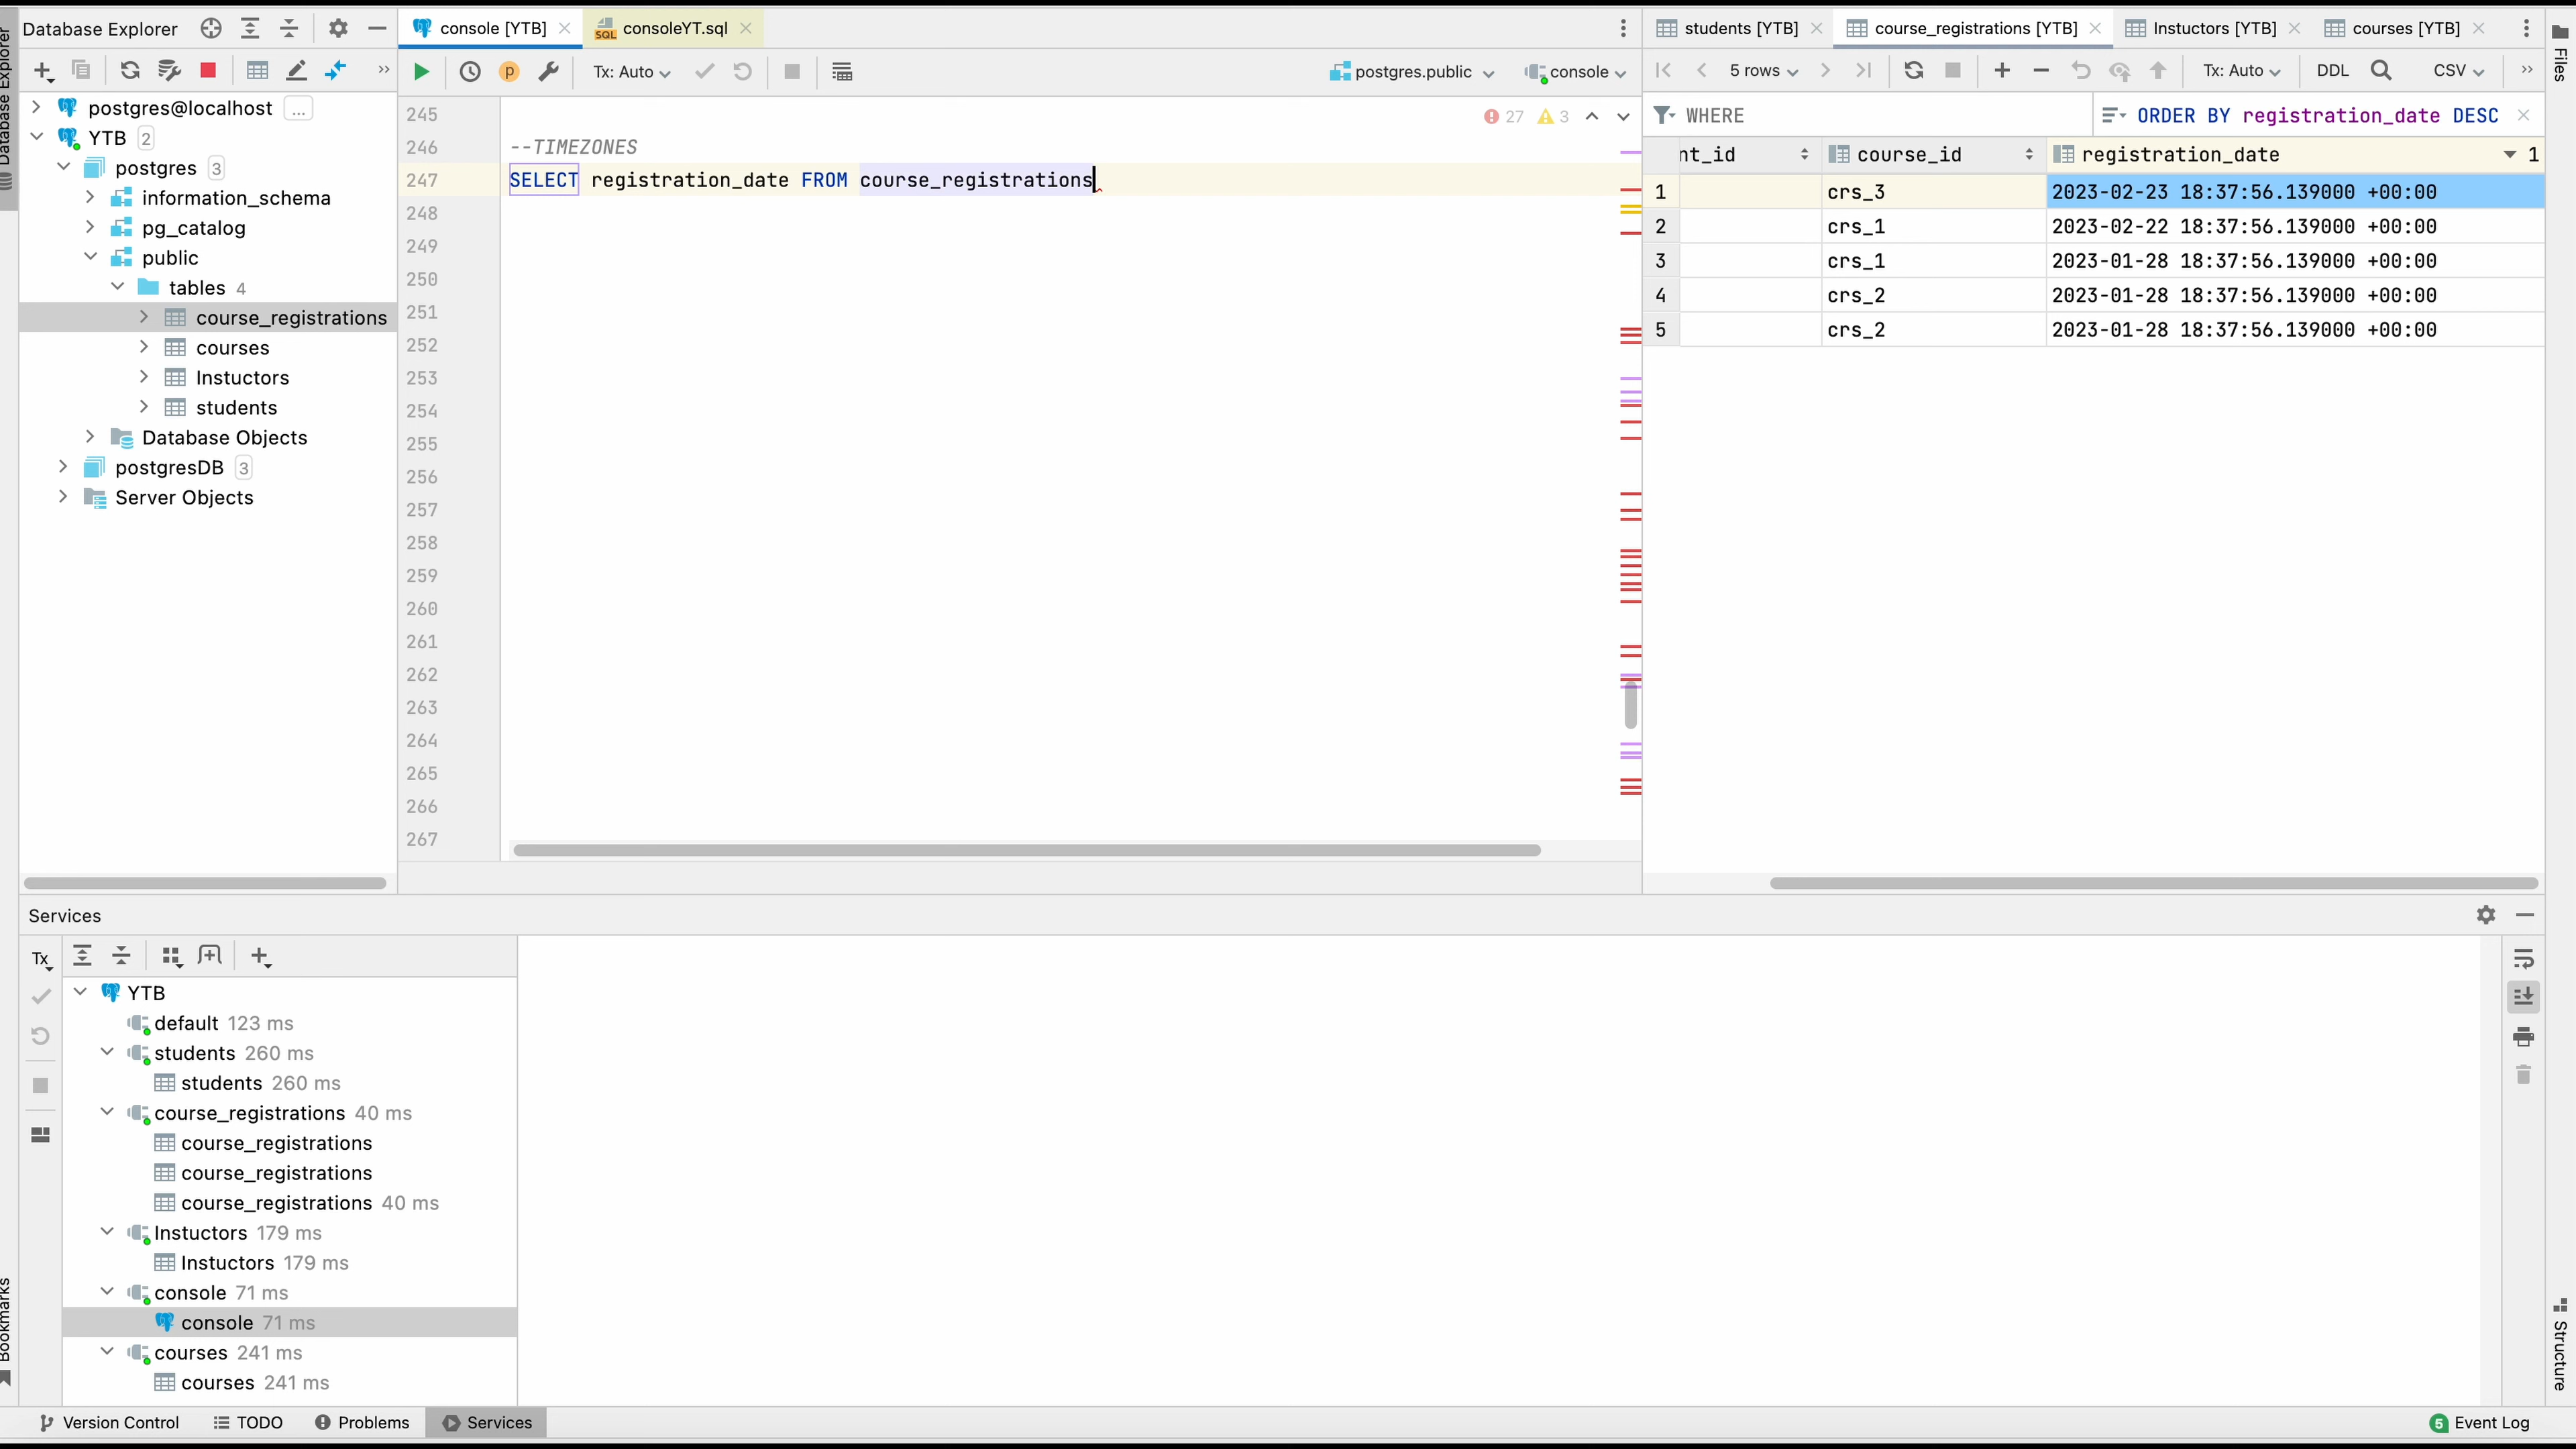 Database Explorer
console [YTB]
consoleYT.sql
students [YTB]
course_registrations [YTB]
Instuctors [YTB]
courses [YTB]
Files
Database Explorer
Tx: Auto
postgres.public
console
5 rows
Tx: Auto
DDL
CSV
postgres@localhost ...
YTB 2
postgres 3
information_schema
pg_catalog
public
tables 4
course_registrations
courses
Instuctors
students
Database Objects
postgresDB 3
Server Objects
27 3
245
246 --TIMEZONES
247 SELECT registration_date FROM course_registrations
248
249
250
251
252
253
254
255
256
257
258
259
260
261
262
263
264
265
266
267
WHERE
ORDER BY registration_date DESC
nt_id course_id registration_date 1
1 crs_3 2023-02-23 18:37:56.139000 +00:00
2 crs_1 2023-02-22 18:37:56.139000 +00:00
3 crs_1 2023-01-28 18:37:56.139000 +00:00
4 crs_2 2023-01-28 18:37:56.139000 +00:00
5 crs_2 2023-01-28 18:37:56.139000 +00:00
Services
Tx
YTB
default 123 ms
students 260 ms
students 260 ms
course_registrations 40 ms
course_registrations
course_registrations
course_registrations 40 ms
Instuctors 179 ms
Instuctors 179 ms
console 71 ms
console 71 ms
courses 241 ms
courses 241 ms
Bookmarks
Structure
Version Control
TODO
Problems
Services
5 Event Log